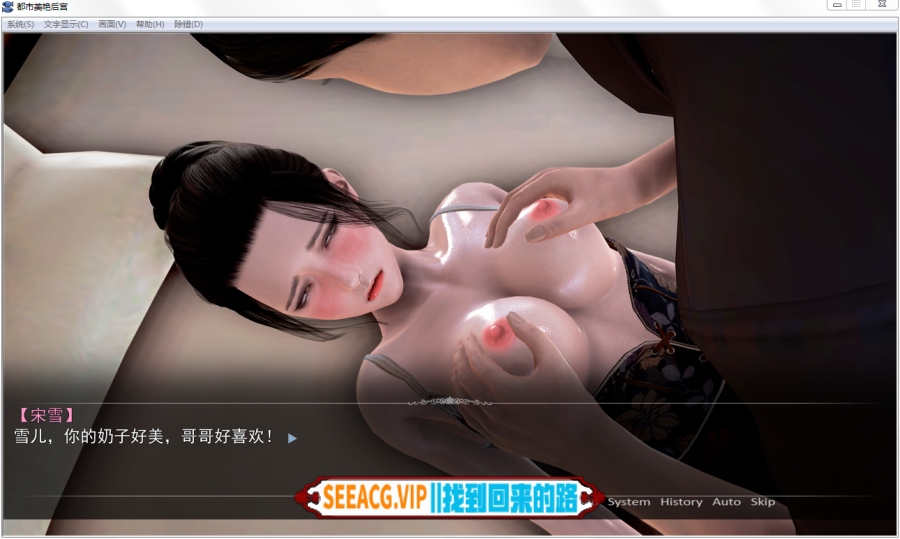 都市美艳后宫
系统(S) 文字显示(C) 画面(V) 帮助(H) 除错(D)
【宋雪】
雪儿，你的奶子好美，哥哥好喜欢！
SEEACG.VIP||找到回来的路
System History Auto Skip